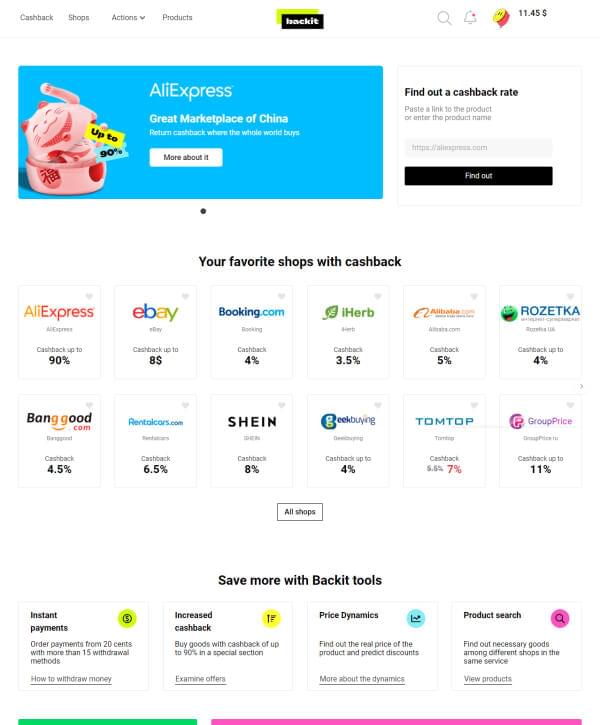 Cashback Shops Actions Products
backit
11.45 $
AliExpress
Great Marketplace of China
Return cashback where the whole world buys
More about it
Up to
90%
福
Find out a cashback rate
Paste a link to the product
or enter the product name
https://aliexpress.com
Find out
Your favorite shops with cashback
AliExpress
AliExpress
Cashback up to
90%
ebay
eBay
Cashback up to
8$
Booking.com
Booking
Cashback
4%
iHerb
iHerb
Cashback
3.5%
Alibaba.com
Alibaba.com
Cashback
5%
ROZETKA
ИНТЕРНЕТ-СУПЕРМАРКЕТ
Rozetka UA
Cashback up to
4%
Banggood
.com
Banggood
Cashback
4.5%
Rentalcars.com
Rentalcars
Cashback
6.5%
SHEIN
SHEIN
Cashback
8%
Geekbuying
Geekbuying
Cashback up to
4%
TOMTOP
Tomtop
Cashback
5.5% 7%
GroupPrice
GroupPrice.ru
Cashback up to
11%
All shops
Save more with Backit tools
Instant
payments
Order payments from 20 cents
with more than 15 withdrawal
methods
How to withdraw money
Increased
cashback
Buy goods with cashback of up
to 90% in a special section
Examine offers
Price Dynamics
Find out the real price of the
product and predict discounts
More about the dynamics
Product search
Find out necessary goods
among different shops in the
same service
View products